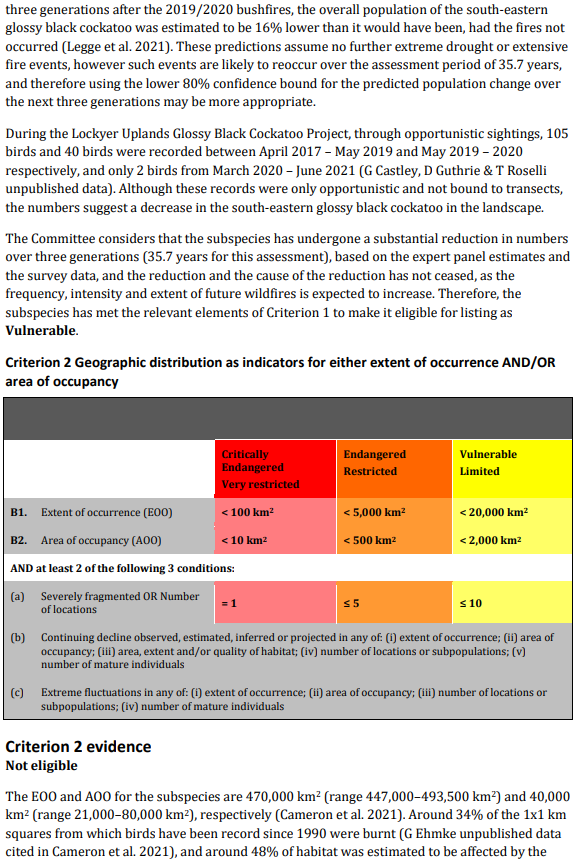 three generations after the 2019/2020 bushfires, the overall population of the south-eastern
glossy black cockatoo was estimated to be 16% lower than it would have been, had the fires not
occurred (Legge et al. 2021). These predictions assume no further extreme drought or extensive
fire events, however such events are likely to reoccur over the assessment period of 35.7 years,
and therefore using the lower 80% confidence bound for the predicted population change over
the next three generations may be more appropriate.
During the Lockyer Uplands Glossy Black Cockatoo Project, through opportunistic sightings, 105
birds and 40 birds were recorded between April 2017 – May 2019 and May 2019 – 2020
respectively, and only 2 birds from March 2020 – June 2021 (G Castley, D Guthrie & T Roselli
unpublished data). Although these records were only opportunistic and not bound to transects,
the numbers suggest a decrease in the south-eastern glossy black cockatoo in the landscape.
The Committee considers that the subspecies has undergone a substantial reduction in numbers
over three generations (35.7 years for this assessment), based on the expert panel estimates and
the survey data, and the reduction and the cause of the reduction has not ceased, as the
frequency, intensity and extent of future wildfires is expected to increase. Therefore, the
subspecies has met the relevant elements of Criterion 1 to make it eligible for listing as
Vulnerable.
Criterion 2 Geographic distribution as indicators for either extent of occurrence AND/OR
area of occupancy
Critically
Endangered
Very restricted
Endangered
Restricted
Vulnerable
Limited
B1. Extent of occurrence (EOO) < 100 km² < 5,000 km² < 20,000 km²
B2. Area of occupancy (AOO) < 10 km² < 500 km² < 2,000 km²
AND at least 2 of the following 3 conditions:
(a) Severely fragmented OR Number
of locations
= 1 ≤ 5 ≤ 10
(b) Continuing decline observed, estimated, inferred or projected in any of: (i) extent of occurrence; (ii) area of
occupancy; (iii) area, extent and/or quality of habitat; (iv) number of locations or subpopulations; (v)
number of mature individuals
(c) Extreme fluctuations in any of: (i) extent of occurrence; (ii) area of occupancy; (iii) number of locations or
subpopulations; (iv) number of mature individuals
Criterion 2 evidence
Not eligible
The EOO and AOO for the subspecies are 470,000 km² (range 447,000–493,500 km²) and 40,000
km² (range 21,000–80,000 km²), respectively (Cameron et al. 2021). Around 34% of the 1x1 km
squares from which birds have been record since 1990 were burnt (G Ehmke unpublished data
cited in Cameron et al. 2021), and around 48% of habitat was estimated to be affected by the